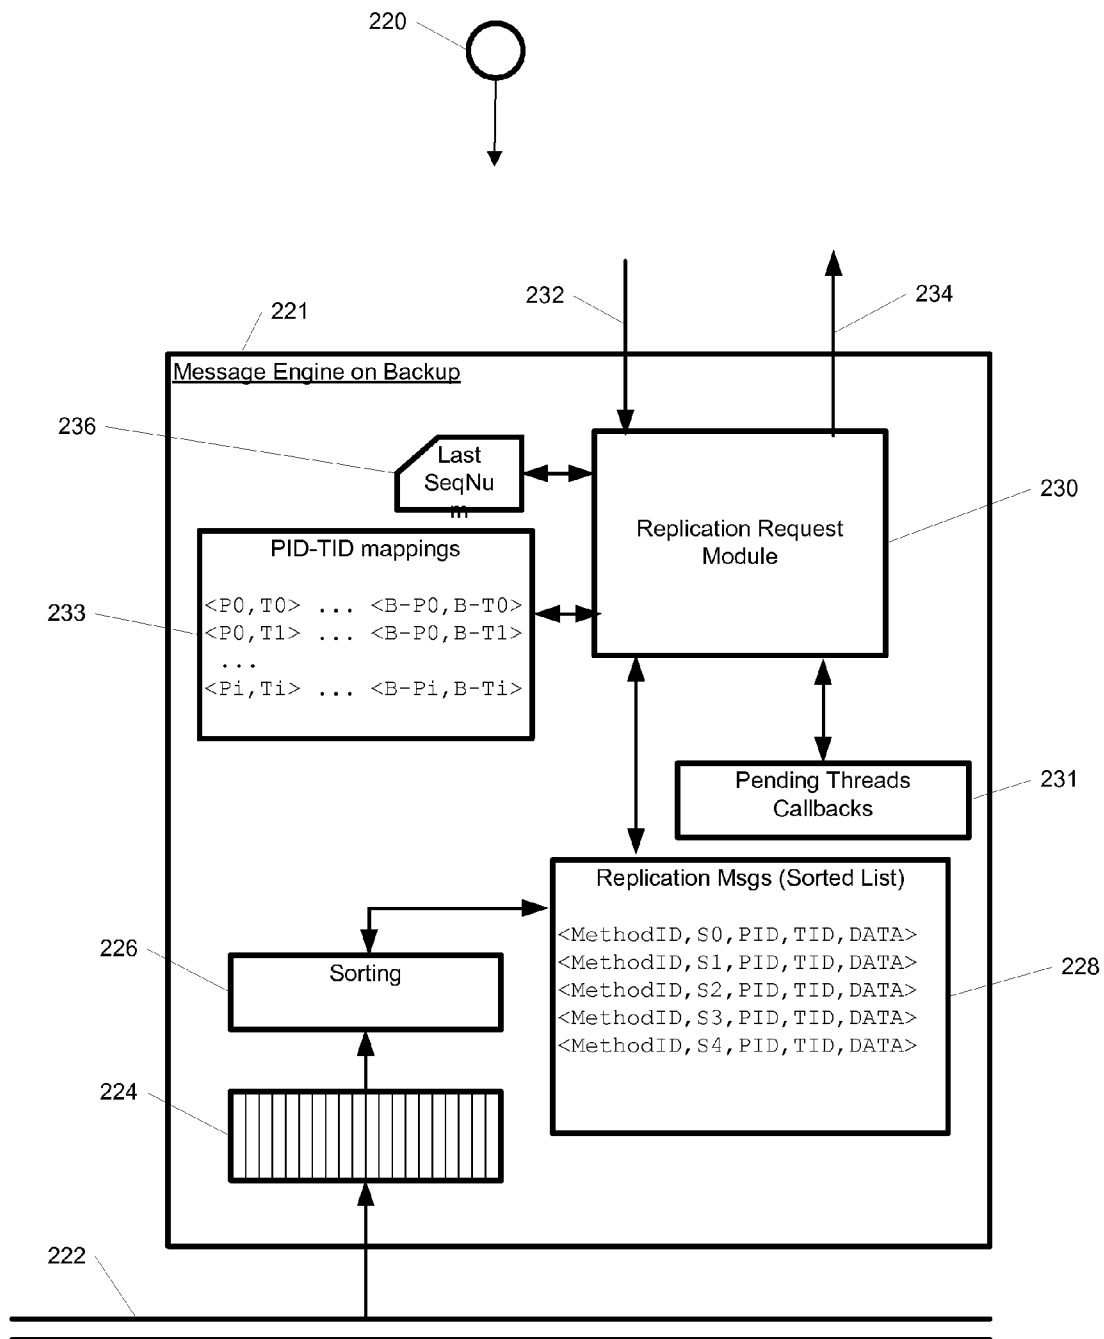 220
232
234
221
Message Engine on Backup
236
Last
SeqNu
m
Replication Request
Module
230
PID-TID mappings
<P0,T0> ... <B-P0,B-T0>
233
<P0,T1> ... <B-P0,B-T1>
...
<Pi,Ti> ... <B-Pi,B-Ti>
Pending Threads
Callbacks
231
Replication Msgs (Sorted List)
<MethodID,S0,PID,TID,DATA>
<MethodID,S1,PID,TID,DATA>
<MethodID,S2,PID,TID,DATA>
<MethodID,S3,PID,TID,DATA>
<MethodID,S4,PID,TID,DATA>
228
226
Sorting
224
222